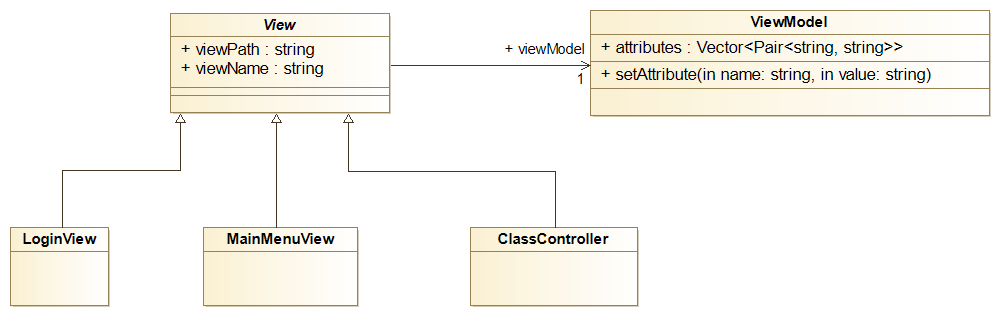 View
+ viewPath : string
+ viewName : string
+ viewModel
1
ViewModel
+ attributes : Vector<Pair<string, string>>
+ setAttribute(in name: string, in value: string)
LoginView
MainMenuView
ClassController